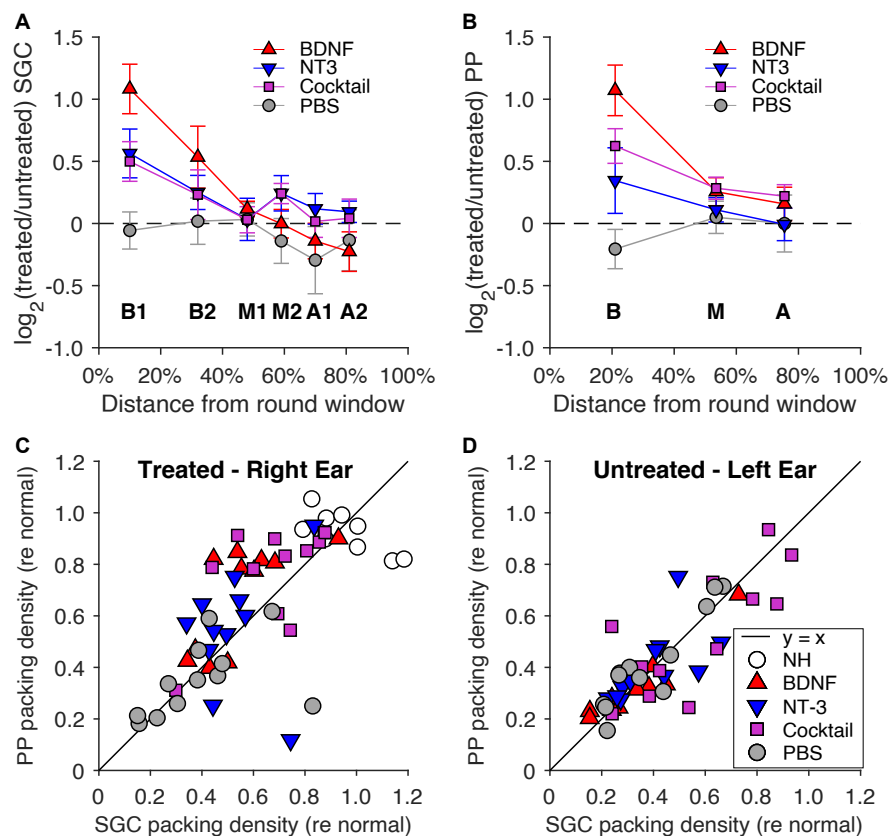 A
log2(treated/untreated) SGC
1.5
1.0
0.5
0
-0.5
-1.0
BDNF
NT3
Cocktail
PBS
B1 B2 M1 M2 A1 A2
0% 20% 40% 60% 80% 100%
Distance from round window
B
log2(treated/untreated) PP
1.5
1.0
0.5
0
-0.5
-1.0
BDNF
NT3
Cocktail
PBS
B M A
0% 20% 40% 60% 80% 100%
Distance from round window
C
Treated - Right Ear
PP packing density (re normal)
1.2
1.0
0.8
0.6
0.4
0.2
0
0 0.2 0.4 0.6 0.8 1.0 1.2
SGC packing density (re normal)
D
Untreated - Left Ear
PP packing density (re normal)
1.2
1.0
0.8
0.6
0.4
0.2
0
y = x
NH
BDNF
NT-3
Cocktail
PBS
0 0.2 0.4 0.6 0.8 1.0 1.2
SGC packing density (re normal)